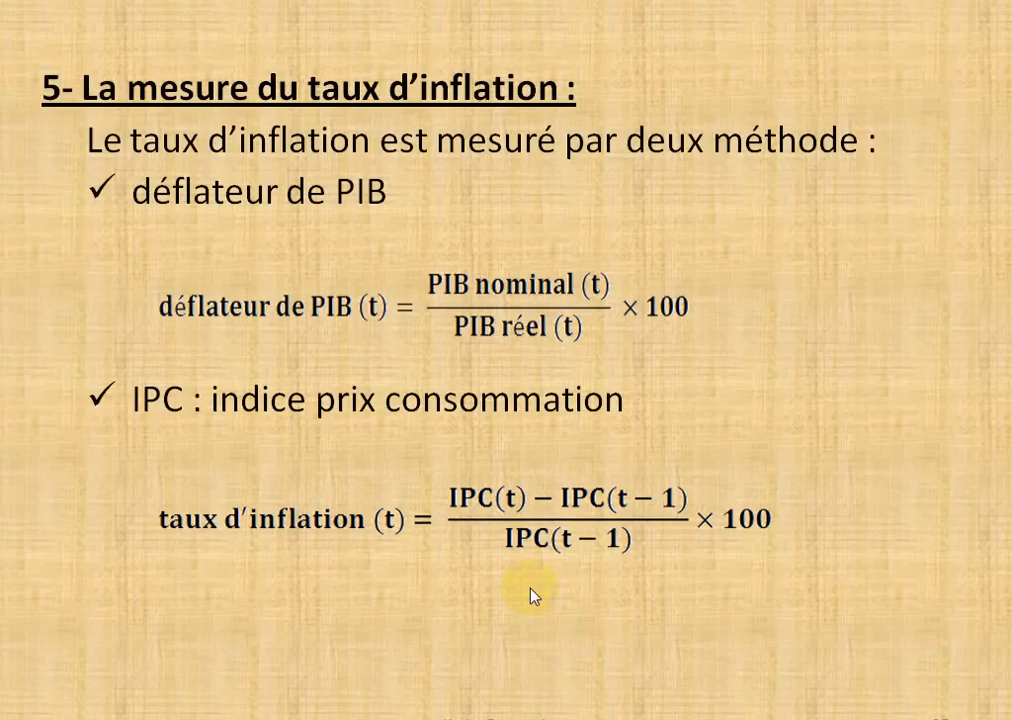 5- La mesure du taux d’inflation :
Le taux d’inflation est mesuré par deux méthode :
✓ déflateur de PIB
déflateur de PIB (t) = PIB nominal (t) / PIB réel (t) × 100
✓ IPC : indice prix consommation
taux d′inflation (t) = IPC(t) − IPC(t − 1) / IPC(t − 1) × 100